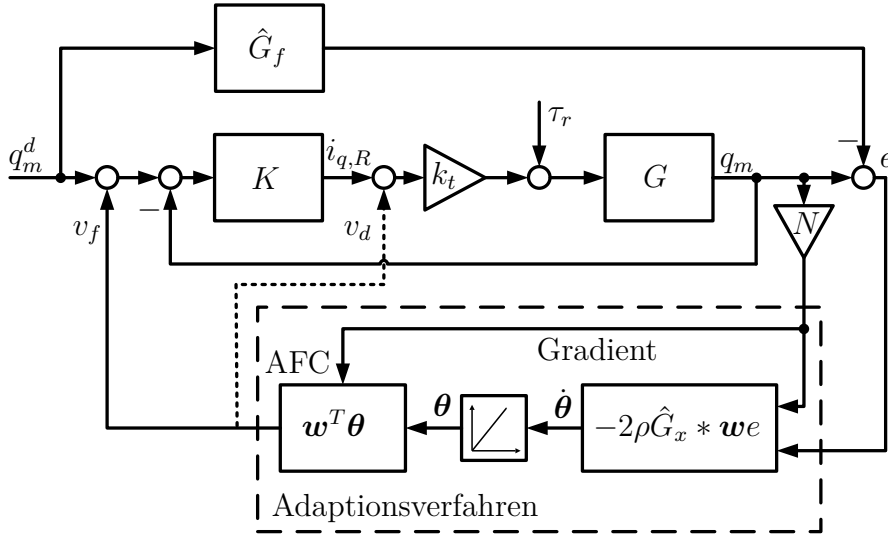 Ĝ_f
τ_r
q_m^d
K
i_{q,R}
k_t
G
q_m
−
e
−
v_f
v_d
N
Gradient
AFC
w^T θ
θ
θ̇
−2ρĜ_x ∗ we
Adaptionsverfahren